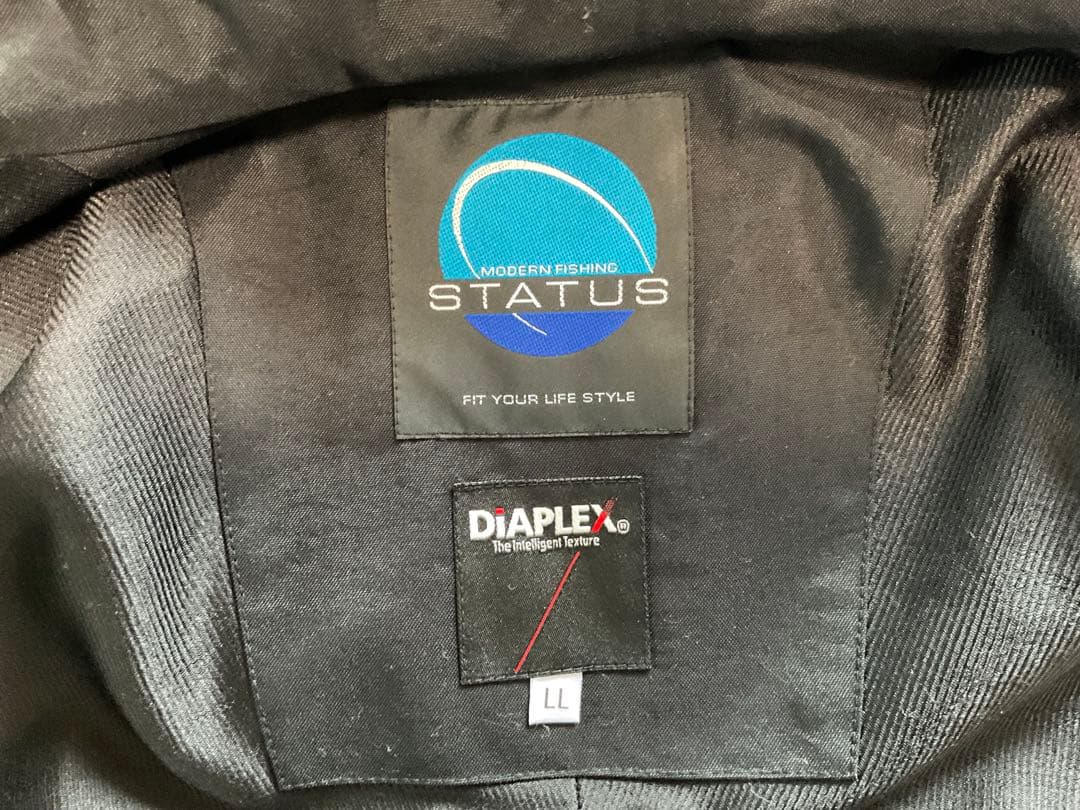 MODERN FISHING
STATUS
FIT YOUR LIFE STYLE
DiAPLEX®
The Intelligent Texture
LL